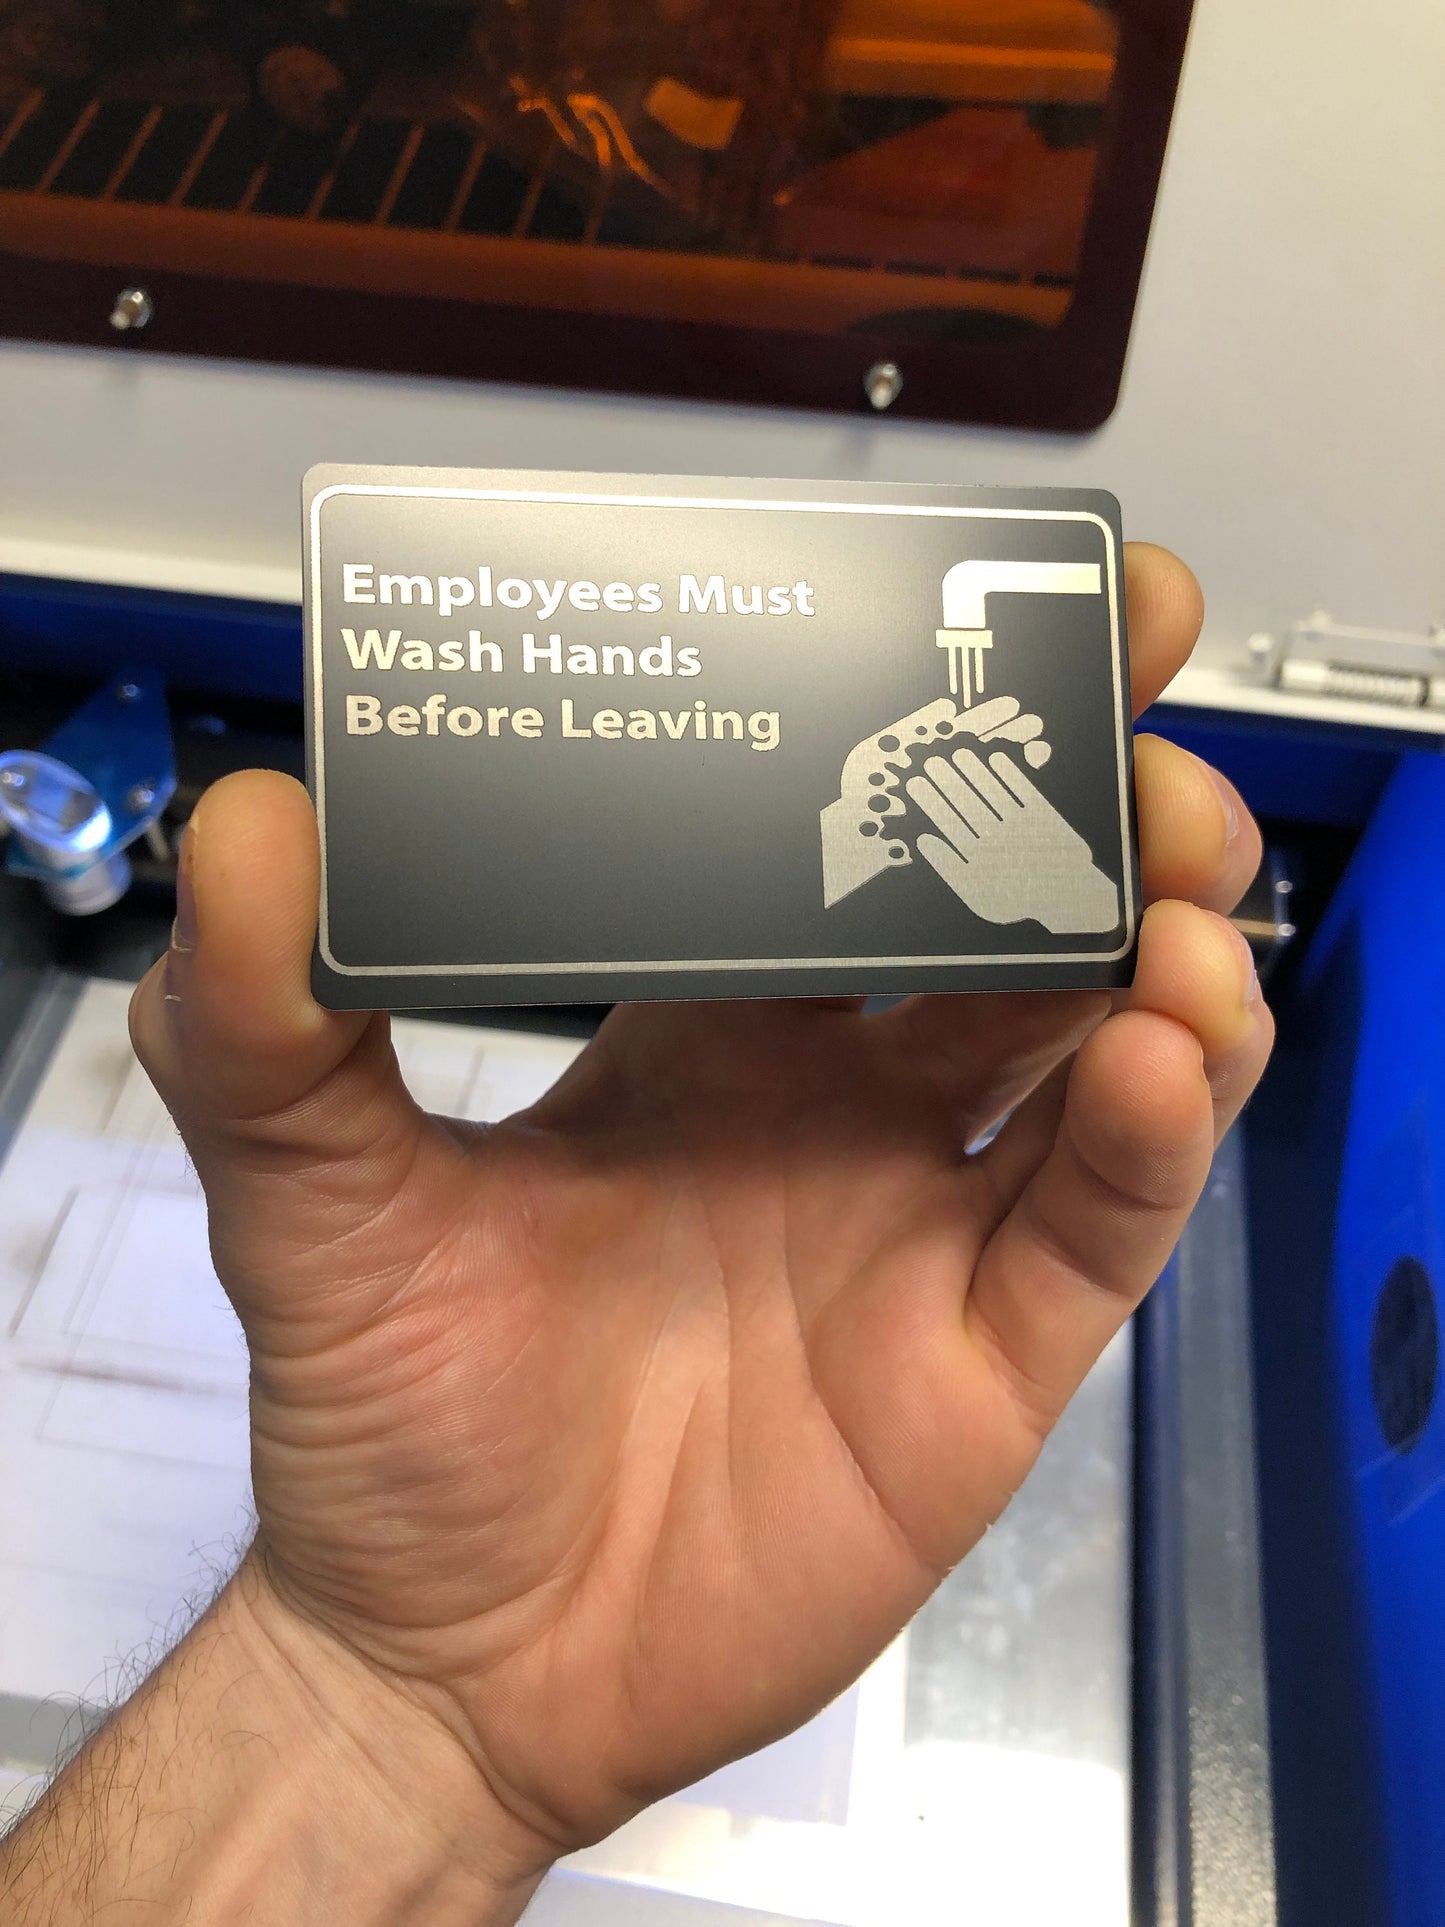 Employees Must
Wash Hands
Before Leaving